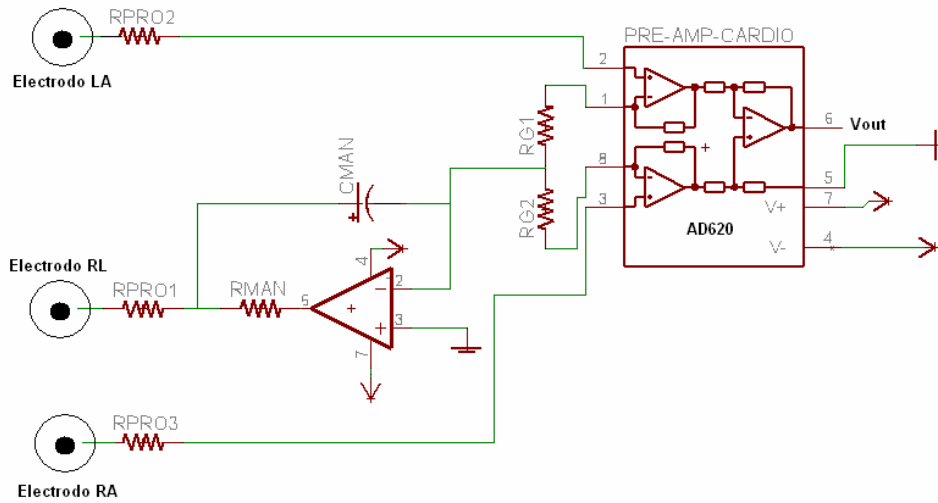 RPRO2
Electrodo LA
PRE-AMP-CARDIO
2
1
8
3
6
Vout
5
7
V+
4
V-
AD620
RG1
RG2
CMAN
+
Electrodo RL
RPRO1
RMAN
5
4
2
3
7
-
+
+
Electrodo RA
RPRO3